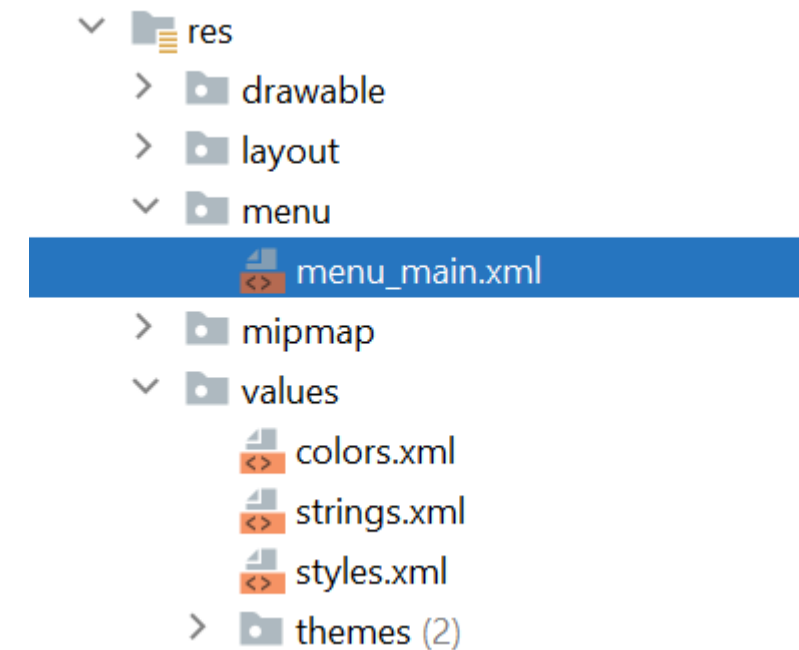 res
drawable
layout
menu
menu_main.xml
mipmap
values
colors.xml
strings.xml
styles.xml
themes (2)